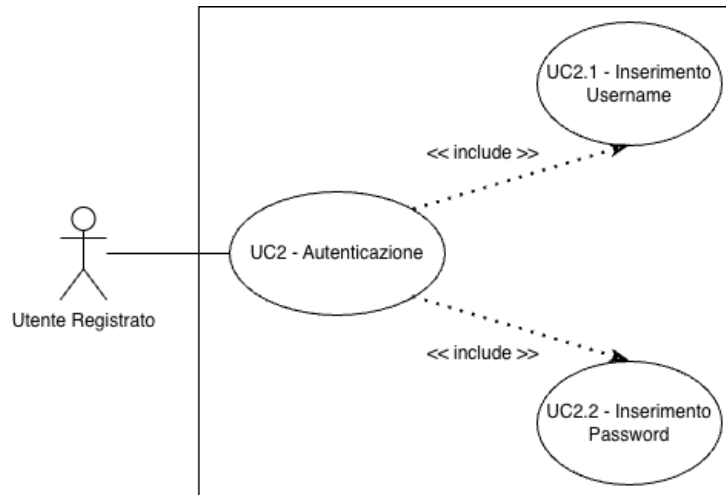 UC2.1 - Inserimento
Username
<< include >>
UC2 - Autenticazione
Utente Registrato
<< include >>
UC2.2 - Inserimento
Password